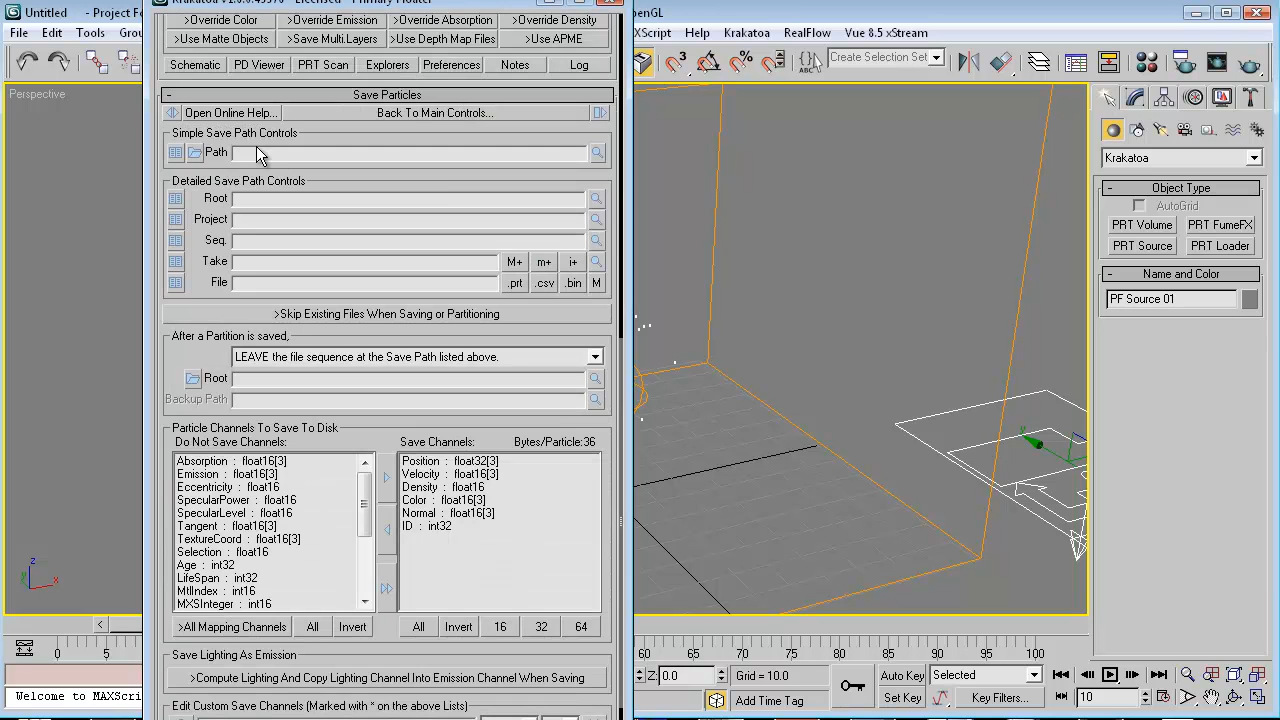 Untitled - Project F
OpenGL
File Edit Tools Grou
XScript Help Krakatoa RealFlow Vue 8.5 xStream
>Override Color >Override Emission >Override Absorption >Override Density
>Use Matte Objects >Save Multi.Layers >Use Depth Map Files >Use APME
Schematic PD Viewer PRT Scan Explorers Preferences Notes Log
Create Selection Set
Perspective
Save Particles
Open Online Help... Back To Main Controls...
Simple Save Path Controls
Path
Detailed Save Path Controls
Root
Project
Seq.
Take M+ m+ i+
File .prt .csv .bin M
>Skip Existing Files When Saving or Partitioning
After a Partition is saved,
LEAVE the file sequence at the Save Path listed above.
Root
Backup Path
Particle Channels To Save To Disk
Do Not Save Channels: Save Channels: Bytes/Particle:36
Absorption : float16[3] Position : float32[3]
Emission : float16[3] Velocity : float16[3]
Eccentricity : float16 Density : float16
SpecularPower : float16 Color : float16[3]
SpecularLevel : float16 Normal : float16[3]
Tangent : float16[3] ID : int32
TextureCoord : float16[3]
Selection : float16
Age : int32
LifeSpan : int32
MtlIndex : int16
MXSInteger : int16
>All Mapping Channels All Invert All Invert 16 32 64
Save Lighting As Emission
>Compute Lighting And Copy Lighting Channel Into Emission Channel When Saving
Edit Custom Save Channels (Marked with * on the above Lists)
Krakatoa
Object Type
AutoGrid
PRT Volume PRT FumeFX
PRT Source PRT Loader
Name and Color
PF Source 01
z
y
x
y
0 5 10 15 60 65 70 75 80 85 90 95 100
0.0 Grid = 10.0 Auto Key Selected
Welcome to MAXScri Add Time Tag Set Key Key Filters... 10